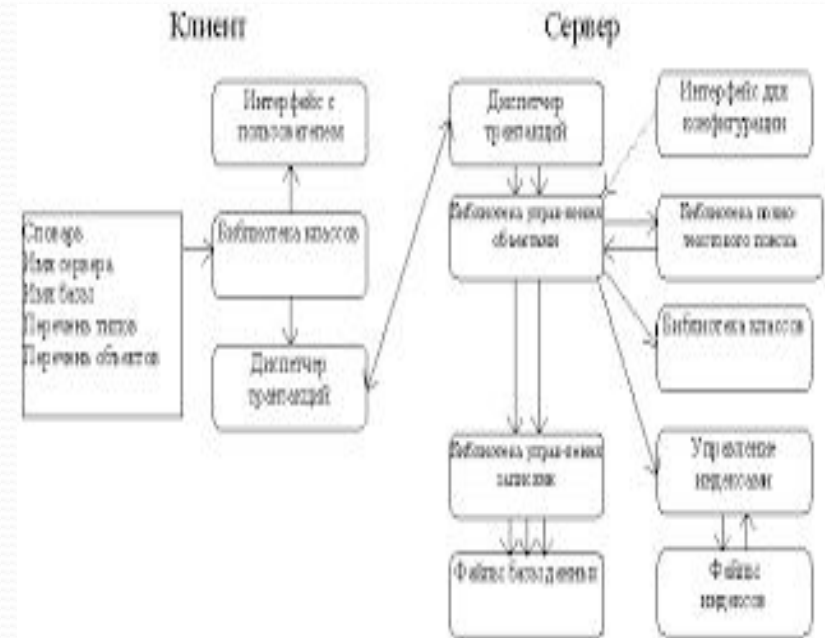 Клиент
Сервер
Интерфейс с
пользователем
Словарь
Имя сервера
Имя базы
Перечень типов
Перечень объектов
Библиотека классов
Диспетчер
транзакций
Диспетчер
транзакций
Интерфейс для
конфигурации
Библиотека управления
объектами
Библиотека полно-
текстового поиска
Библиотека классов
Библиотека управления
записями
Управление
индексами
Файлы базы данных
Файлы
индексов